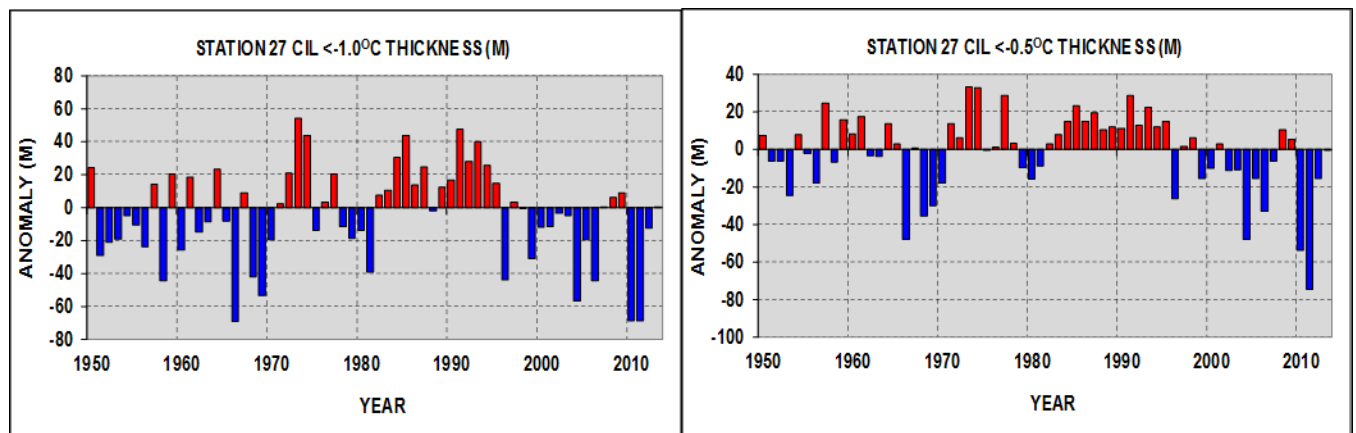 STATION 27 CIL <-1.0⁰C THICKNESS (M)
80
60
40
20
0
-20
-40
-60
-80
ANOMALY (M)
1950 1960 1970 1980 1990 2000 2010
YEAR
STATION 27 CIL <-0.5⁰C THICKNESS (M)
40
20
0
-20
-40
-60
-80
-100
ANOMALY (M)
1950 1960 1970 1980 1990 2000 2010
YEAR